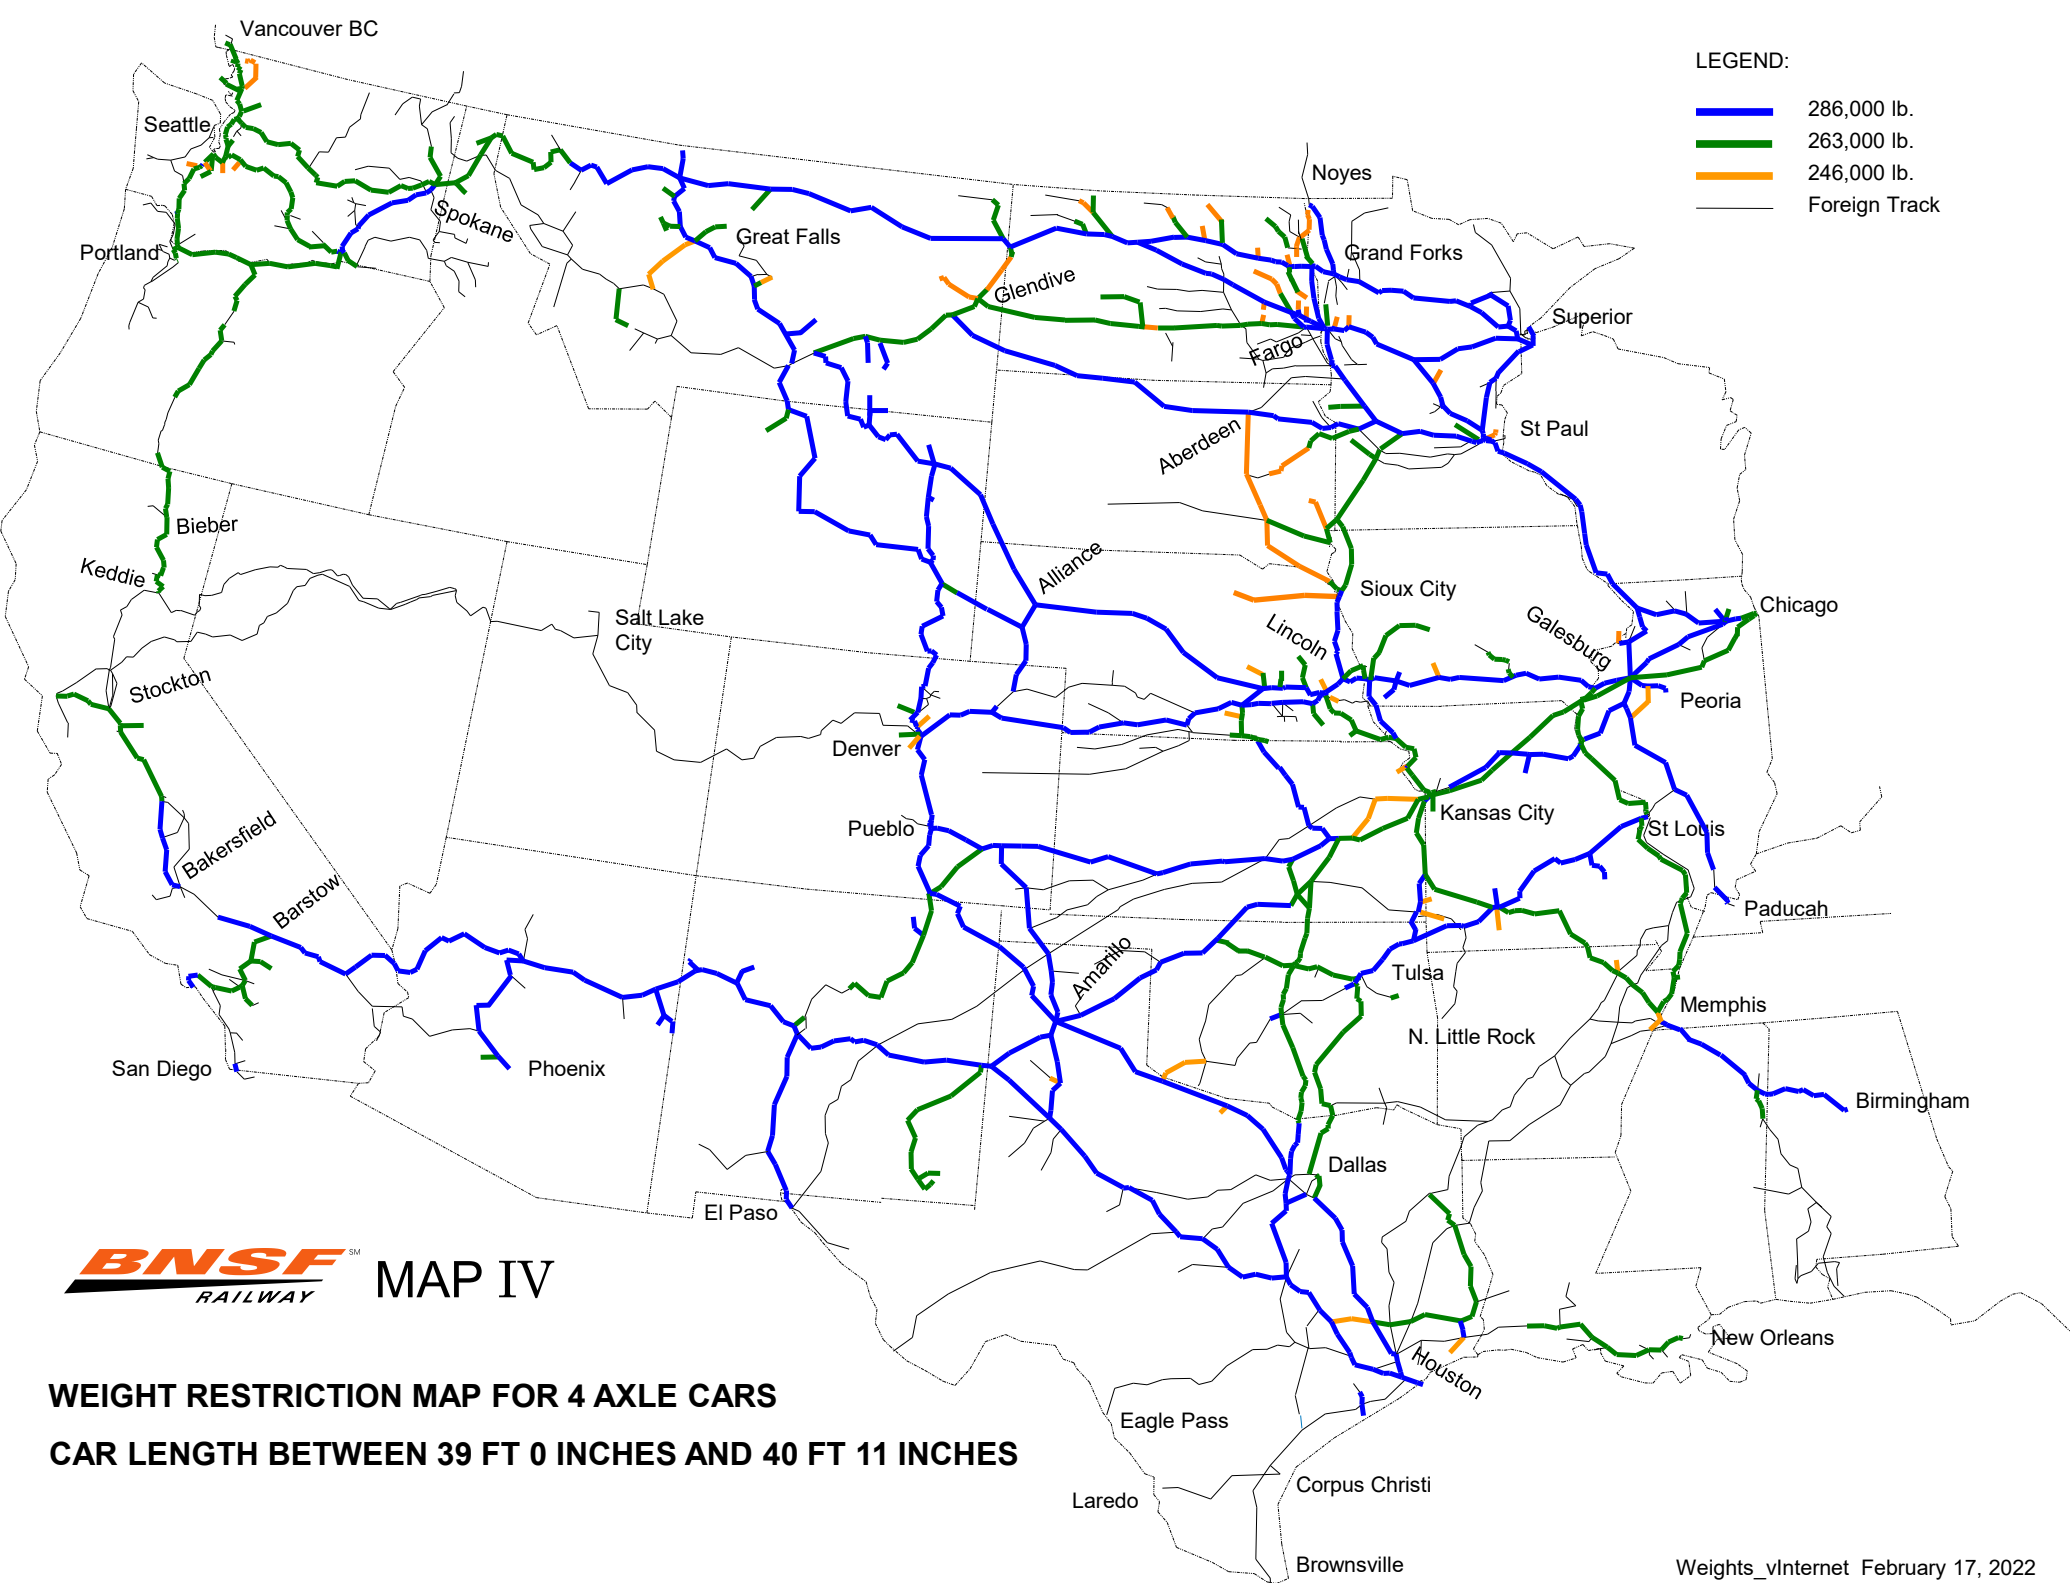 Vancouver BC
LEGEND:
286,000 lb.
263,000 lb.
246,000 lb.
Foreign Track
Seattle
Noyes
Spokane
Great Falls
Portland
Grand Forks
Glendive
Superior
Fargo
Aberdeen
St Paul
Bieber
Keddie
Alliance
Sioux City
Salt Lake
City
Lincoln
Galesburg
Chicago
Stockton
Peoria
Denver
Pueblo
Kansas City
St Louis
Bakersfield
Barstow
Paducah
Amarillo
Tulsa
Memphis
N. Little Rock
San Diego
Phoenix
Birmingham
Dallas
El Paso
BNSF
SM
RAILWAY
MAP IV
New Orleans
Houston
WEIGHT RESTRICTION MAP FOR 4 AXLE CARS
Eagle Pass
CAR LENGTH BETWEEN 39 FT 0 INCHES AND 40 FT 11 INCHES
Corpus Christi
Laredo
Brownsville
Weights_vInternet February 17, 2022